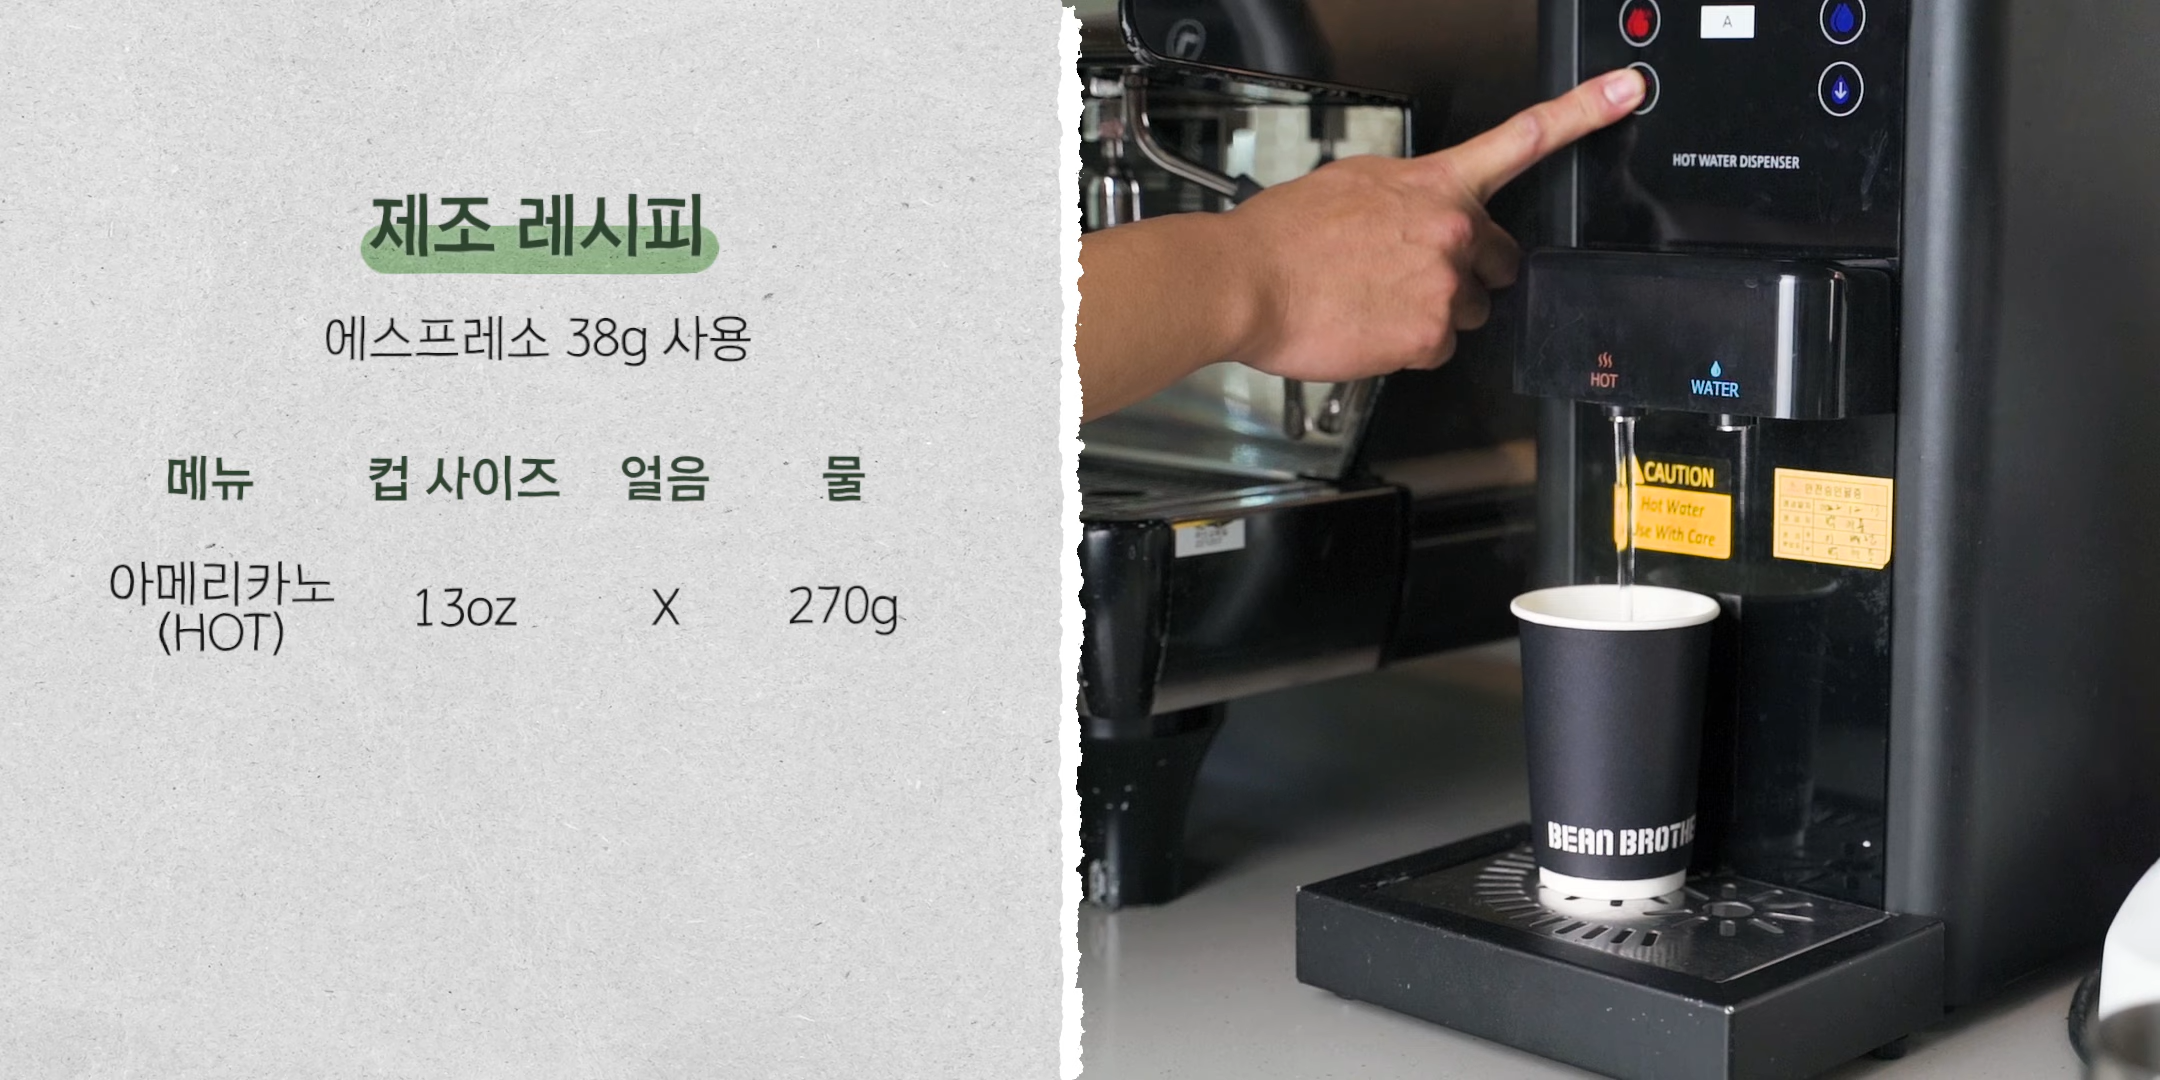 제조 레시피
에스프레소 38g 사용
메뉴 컵 사이즈 얼음 물
아메리카노
(HOT) 13oz X 270g
A
HOT WATER DISPENSER
HOT WATER
CAUTION
Hot Water
Use With Care
BEAN BROTHE